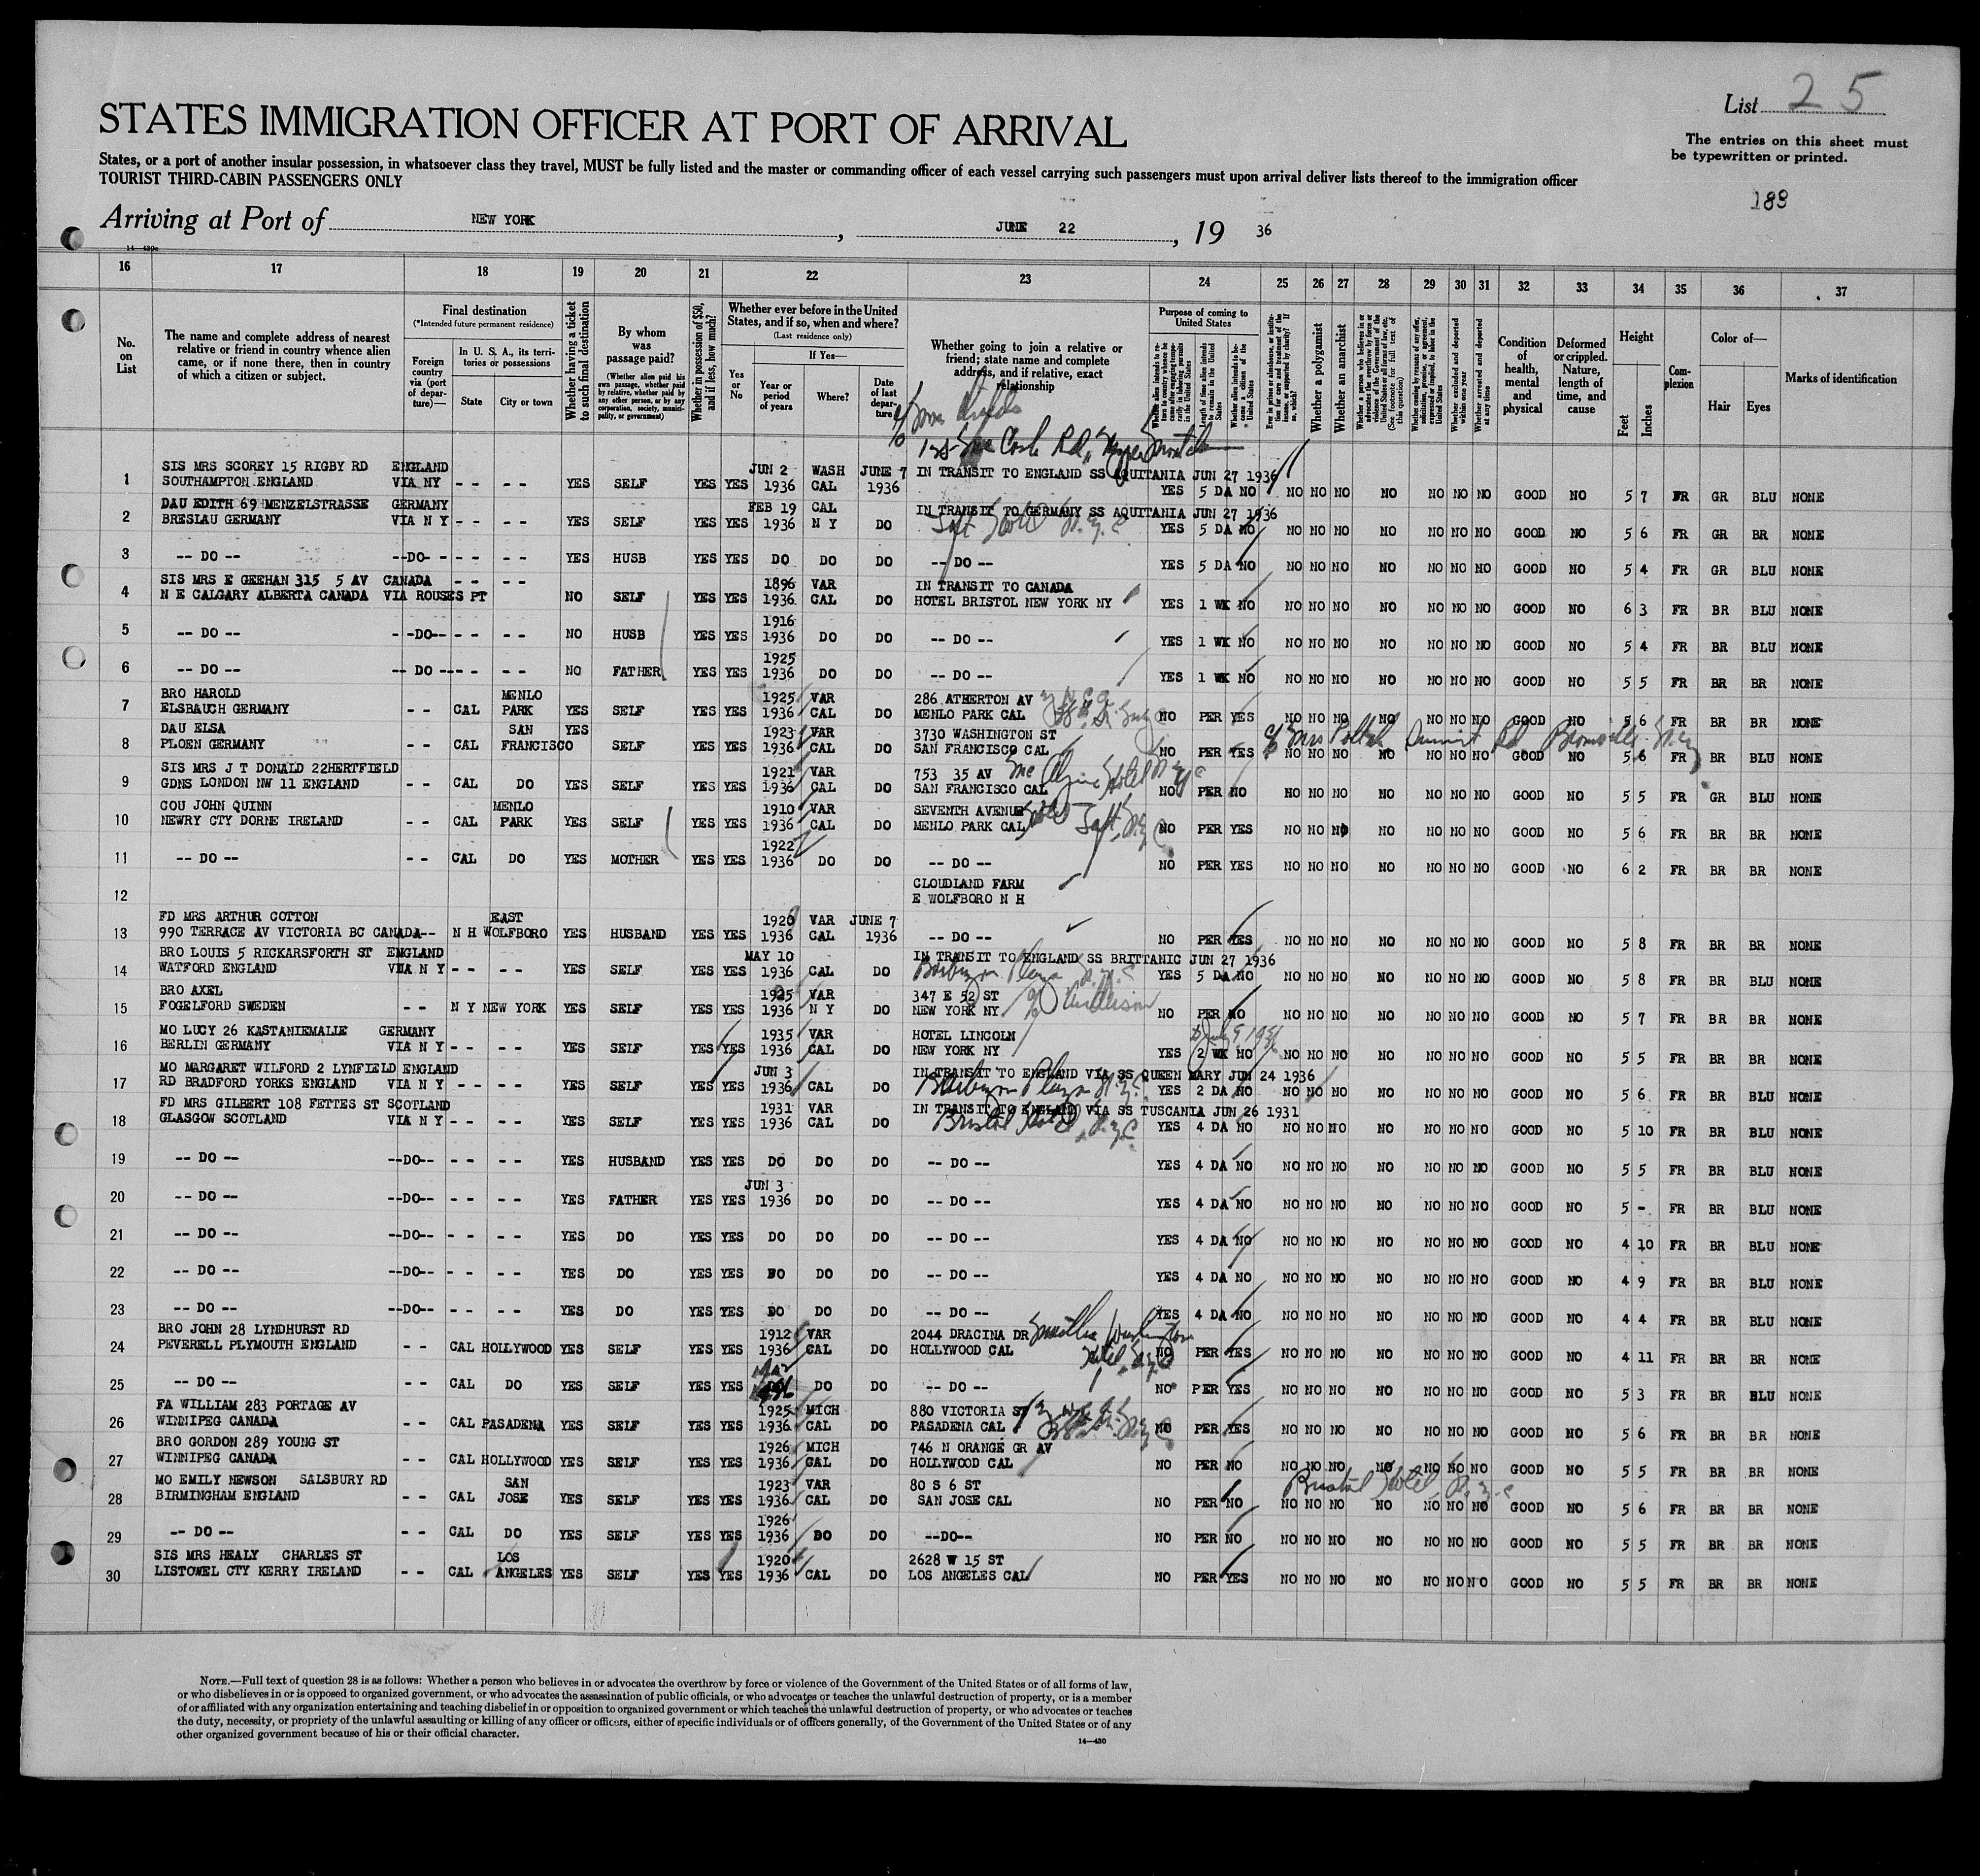 List 25
STATES IMMIGRATION OFFICER AT PORT OF ARRIVAL
The entries on this sheet must
be typewritten or printed.
States, or a port of another insular possession, in whatsoever class they travel, MUST be fully listed and the master or commanding officer of each vessel carrying such passengers must upon arrival deliver lists thereof to the immigration officer
TOURIST THIRD-CABIN PASSENGERS ONLY
188
Arriving at Port of NEW YORK, JUNE 22, 19 36
14—430c
16 17 18 19 20 21 22 23 24 25 26 27 28 29 30 31 32 33 34 35 36 37
No. on List
The name and complete address of nearest relative or friend in country whence alien came, or if none there, then in country of which a citizen or subject.
Final destination
(*Intended future permanent residence)
Foreign country via (port of departure)—
In U. S. A., its territories or possessions
State
City or town
Whether having a ticket to such final destination
By whom was passage paid?
(Whether alien paid his own passage, whether paid by relative, whether paid by any other person, or by any corporation, society, municipality, or government)
Whether in possession of $50, and if less, how much?
Whether ever before in the United States, and if so, when and where?
(Last residence only)
Yes or No
If Yes—
Year or period of years
Where?
Date of last departure
Whether going to join a relative or friend; state name and complete address, and if relative, exact relationship
Purpose of coming to United States
Length of time alien intends to remain in the United States
Whether alien intends to become a citizen of the United States
Whether a polygamist
Whether an anarchist
Condition of health, mental and physical
Deformed or crippled. Nature, length of time, and cause
Height
Feet
Inches
Complexion
Color of—
Hair
Eyes
Marks of identification
1 SIS MRS SCOREY 15 RIGBY RD ENGLAND JUN 2 WASH JUNE 7 IN TRANSIT TO ENGLAND SS AQUITANIA JUN 27 1936
SOUTHAMPTON ENGLAND VIA NY - - - - YES SELF YES YES 1936 CAL 1936 YES 5 DA NO NO NO NO NO NO NO NO GOOD NO 5 7 FR GR BLU NONE
2 DAU EDITH 69 MENZELSTRASSE GERMANY FEB 19 CAL IN TRANSIT TO GERMANY SS AQUITANIA JUN 27 1936
BRESLAU GERMANY VIA N Y - - - - YES SELF YES YES 1936 N Y DO Taft Hotel N.Y.C YES 5 DA NO NO NO NO NO NO NO NO GOOD NO 5 6 FR GR BR NONE
3 -- DO -- --DO-- - - - - YES HUSB YES YES DO DO DO -- DO -- YES 5 DA NO NO NO NO NO NO NO NO GOOD NO 5 4 FR GR BLU NONE
4 SIS MRS E GEEHAN 315 5 AV CANADA - - - - 1896 VAR IN TRANSIT TO CANADA
N E CALGARY ALBERTA CANADA VIA ROUSES PT NO SELF YES YES 1936 CAL DO HOTEL BRISTOL NEW YORK NY YES 1 WK NO NO NO NO NO NO NO NO GOOD NO 6 3 FR BR BLU NONE
5 -- DO -- --DO-- - - - - NO HUSB YES YES 1916 1936 DO DO -- DO -- YES 1 WK NO NO NO NO NO NO NO NO GOOD NO 5 4 FR BR BLU NONE
6 -- DO -- -- DO -- - - - - NO FATHER YES YES 1925 1936 DO DO -- DO -- YES 1 WK NO NO NO NO NO NO NO NO GOOD NO 5 5 FR BR BR NONE
7 BRO HAROLD MENLO 1925 VAR 286 ATHERTON AV
ELSBAUCH GERMANY - - CAL PARK YES SELF YES YES 1936 CAL DO MENLO PARK CAL NO PER YES NO NO NO NO NO NO NO GOOD NO 5 6 FR BR BR NONE
8 DAU ELSA SAN YES 1923 VAR 3730 WASHINGTON ST
PLOEN GERMANY - - CAL FRANCISCO SELF YES YES 1936 CAL DO SAN FRANCISCO CAL NO PER YES NO NO NO NO NO NO NO GOOD NO 5 6 FR BR BLU NONE
9 SIS MRS J T DONALD 22HERTFIELD 1921 VAR 753 35 AV
GDNS LONDON NW 11 ENGLAND - - CAL DO YES SELF YES YES 1936 CAL DO SAN FRANCISCO CAL NO PER NO NO NO NO NO NO NO NO GOOD NO 5 5 FR GR BLU NONE
10 COU JOHN QUINN MENLO 1910 VAR SEVENTH AVENUE
NEWRY CTY DORNE IRELAND - - CAL PARK YES SELF YES YES 1936 CAL DO MENLO PARK CAL Hotel Taft, N.Y.C NO PER YES NO NO NO NO NO NO NO GOOD NO 5 6 FR BR BR NONE
11 -- DO -- - - CAL DO YES MOTHER YES YES 1922 1936 DO DO -- DO -- NO PER YES NO NO NO NO NO NO NO GOOD NO 6 2 FR BR BR NONE
12 CLOUDLAND FARM
E WOLFBORO N H
13 FD MRS ARTHUR COTTON EAST 1920 VAR JUNE 7
990 TERRACE AV VICTORIA BC CANADA-- N H WOLFBORO YES HUSBAND YES YES 1936 CAL 1936 -- DO -- NO PER YES NO NO NO NO NO NO NO GOOD NO 5 8 FR BR BR NONE
14 BRO LOUIS 5 RICKARSFORTH ST ENGLAND MAY 10 IN TRANSIT TO ENGLAND SS BRITTANIC JUN 27 1936
WATFORD ENGLAND VIA N Y - - - - YES SELF YES YES 1936 CAL DO Barbizon Plaza N.Y.C YES 5 DA NO NO NO NO NO NO NO NO GOOD NO 5 8 FR BR BLU NONE
15 BRO AXEL 1925 VAR 347 E 52 ST
FOGELFORD SWEDEN - - N Y NEW YORK YES SELF YES YES 1936 N Y DO NEW YORK NY c/o Anderson NO PER NO NO NO NO NO NO NO NO GOOD NO 5 7 FR BR BR NONE
16 MO LUCY 26 KASTANIEMALIE GERMANY 1935 VAR HOTEL LINCOLN
BERLIN GERMANY VIA N Y - - - - YES SELF YES YES 1936 CAL DO NEW YORK NY YES 2 WK NO NO NO NO NO NO NO NO GOOD NO 5 5 FR BR BR NONE
17 MO MARGARET WILFORD 2 LYNFIELD ENGLAND JUN 3 IN TRANSIT TO ENGLAND VIA SS QUEEN MARY JUN 24 1936
RD BRADFORD YORKS ENGLAND VIA N Y - - - - YES SELF YES YES 1936 CAL DO Barbizon Plaza N.Y.C. YES 2 DA NO NO NO NO NO NO NO NO GOOD NO 5 6 FR BR BLU NONE
18 FD MRS GILBERT 108 FETTES ST SCOTLAND 1931 VAR IN TRANSIT TO ENGLAND VIA SS TUSCANIA JUN 26 1931
GLASGOW SCOTLAND VIA N Y - - - - YES SELF YES YES 1936 CAL DO Bristol Hotel, N.Y.C. YES 4 DA NO NO NO NO NO NO NO NO GOOD NO 5 10 FR BR BLU NONE
19 -- DO -- --DO-- - - - - YES HUSBAND YES YES DO DO DO -- DO -- YES 4 DA NO NO NO NO NO NO NO NO GOOD NO 5 5 FR BR BLU NONE
20 -- DO -- --DO-- - - - - YES FATHER YES YES JUN 3 1936 DO DO -- DO -- YES 4 DA NO NO NO NO NO NO NO NO GOOD NO 5 - FR BR BLU NONE
21 -- DO -- --DO-- - - - - YES DO YES YES DO DO DO -- DO -- YES 4 DA NO NO NO NO NO NO NO NO GOOD NO 4 10 FR BR BLU NONE
22 -- DO -- --DO-- - - - - YES DO YES YES DO DO DO -- DO -- YES 4 DA NO NO NO NO NO NO NO NO GOOD NO 4 9 FR BR BLU NONE
23 -- DO -- --DO-- - - - - YES DO YES YES DO DO DO -- DO -- YES 4 DA NO NO NO NO NO NO NO NO GOOD NO 4 4 FR BR BLU NONE
24 BRO JOHN 28 LYNDHURST RD 1912 VAR 2044 DRACINA DR
PEVERELL PLYMOUTH ENGLAND - - CAL HOLLYWOOD YES SELF YES YES 1936 CAL DO HOLLYWOOD CAL NO PER YES NO NO NO NO NO NO NO GOOD NO 4 11 FR BR BR NONE
25 -- DO -- - - CAL DO YES SELF YES YES Mar 1936 DO DO -- DO -- NO PER YES NO NO NO NO NO NO NO GOOD NO 5 3 FR BR BLU NONE
26 FA WILLIAM 283 PORTAGE AV 1925 MICH 880 VICTORIA ST
WINNIPEG CANADA - - CAL PASADENA YES SELF YES YES 1936 CAL DO PASADENA CAL NO PER YES NO NO NO NO NO NO NO GOOD NO 5 6 FR BR BR NONE
27 BRO GORDON 289 YOUNG ST 1926 MICH 746 N ORANGE GR AV
WINNIPEG CANADA - - CAL HOLLYWOOD YES SELF YES YES 1936 CAL DO HOLLYWOOD CAL NO PER NO NO NO NO NO NO NO NO GOOD NO 5 5 FR BR BR NONE
28 MO EMILY NEWSON SALSBURY RD SAN 1923 VAR 80 S 6 ST Bristol Hotel, N.Y.C
BIRMINGHAM ENGLAND - - CAL JOSE YES SELF YES YES 1936 CAL DO SAN JOSE CAL NO PER NO NO NO NO NO NO NO NO GOOD NO 5 6 FR BR BR NONE
29 -- DO -- - - CAL DO YES SELF YES YES 1926 1936 DO DO --DO-- NO PER NO NO NO NO NO NO NO NO GOOD NO 5 5 FR BR BR NONE
30 SIS MRS HEALY CHARLES ST LOS 1920 2628 W 15 ST
LISTOWEL CTY KERRY IRELAND - - CAL ANGELES YES SELF YES YES 1936 CAL DO LOS ANGELES CAL NO PER YES NO NO NO NO NO NO NO GOOD NO 5 5 FR BR BR NONE
NOTE.—Full text of question 28 is as follows: Whether a person who believes in or advocates the overthrow by force or violence of the Government of the United States or of all forms of law,
or who disbelieves in or is opposed to organized government, or who advocates the assassination of public officials, or who advocates or teaches the unlawful destruction of property, or is a member
of or affiliated with any organization entertaining and teaching disbelief in or opposition to organized government or which teaches the unlawful destruction of property, or who advocates or teaches
the duty, necessity, or propriety of the unlawful assaulting or killing of any officer or officers, either of specific individuals or of officers generally, of the Government of the United States or of any
other organized government because of his or their official character.
14—430